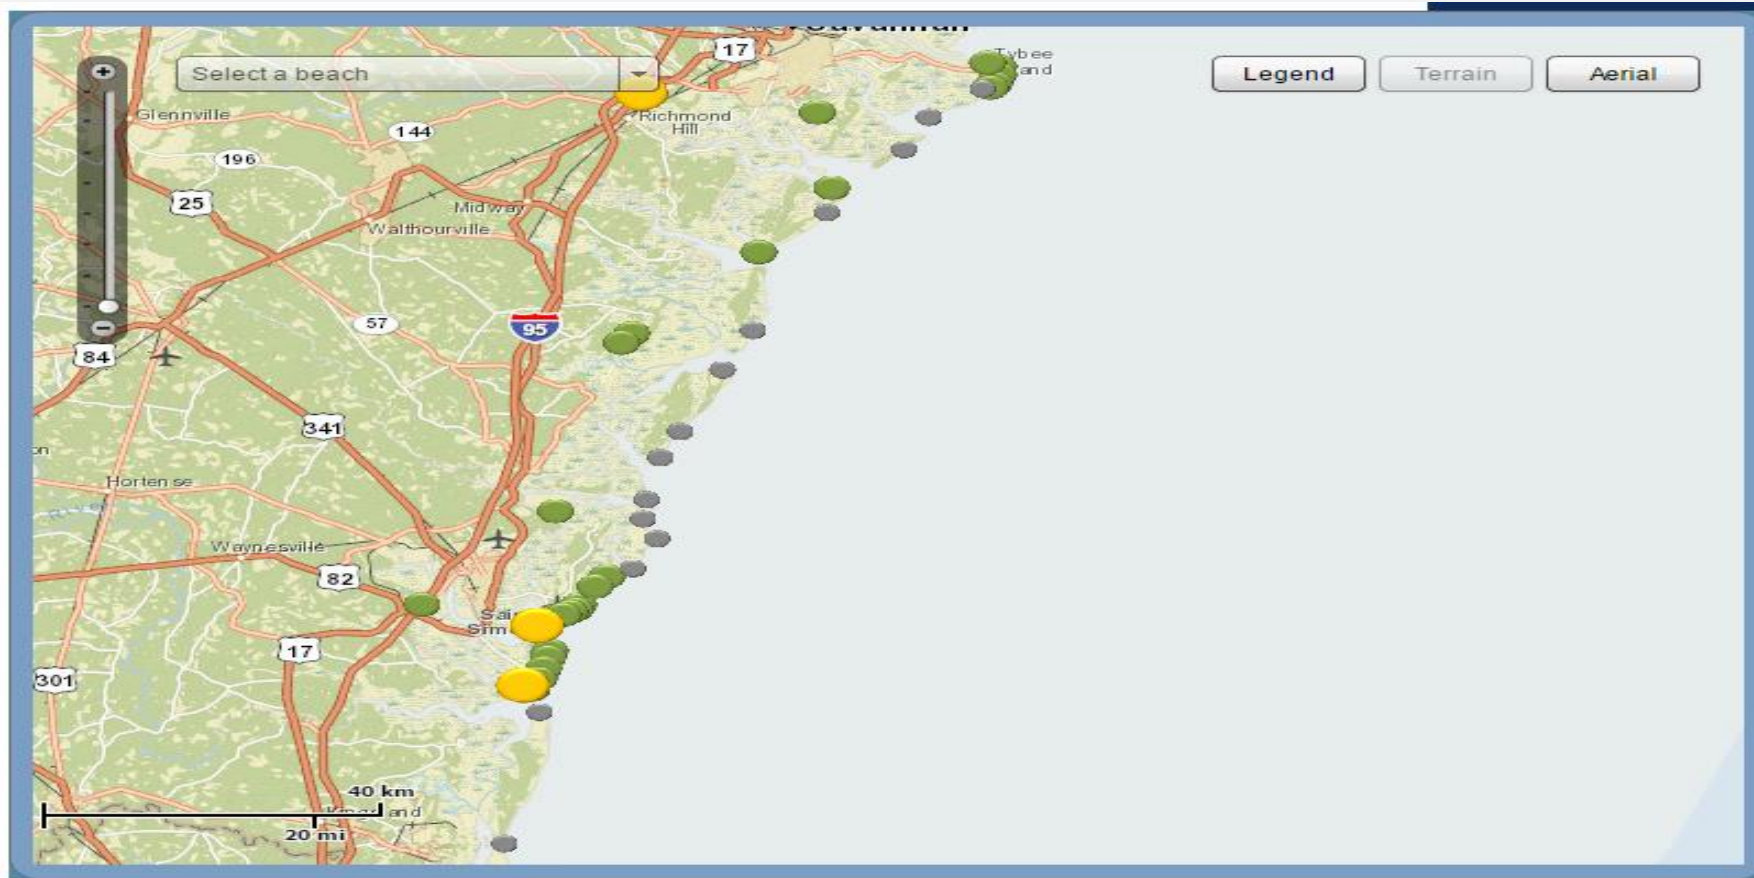 Select a beach
17
Legend
Terrain
Aerial
Glennville
Richmond
Hill
144
196
25
Midway
Walthourville
57
95
84
341
Hortense
Waynesville
82
17
301
40 km
20 mi